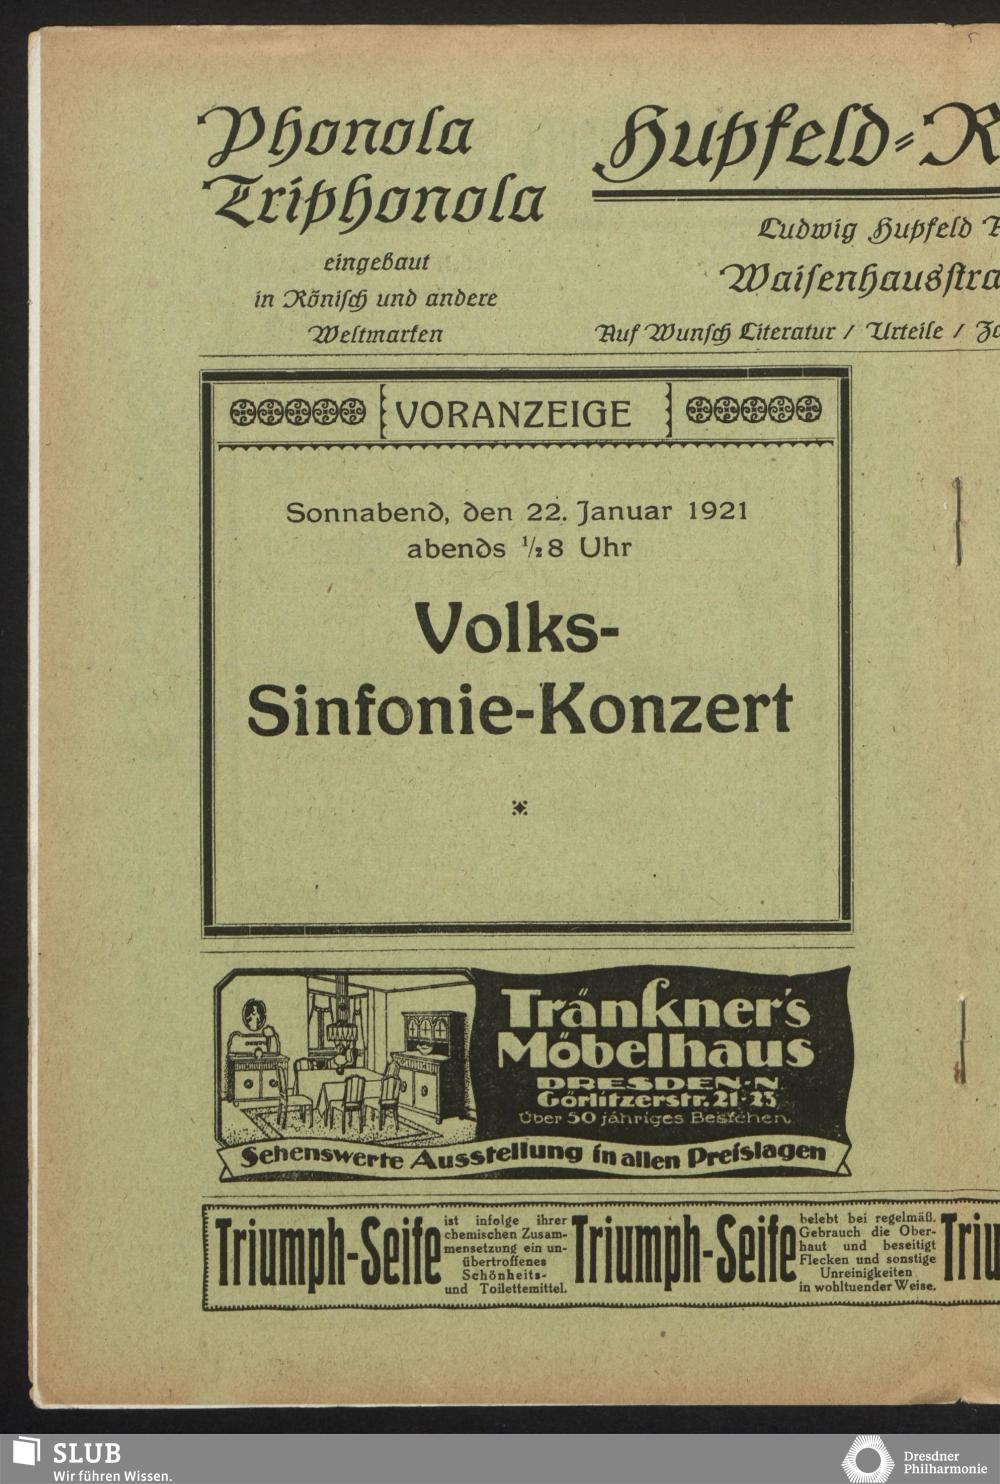 Phonola
Triphonola
eingebaut
in Rönisch und andere
Weltmarken
Hupfeld-R
Ludwig Hupfeld
Waisenhausstra
Auf Wunsch Literatur / Urteile /
VORANZEIGE
Sonnabend, den 22. Januar 1921
abends 1/2 8 Uhr
Volks-
Sinfonie-Konzert
Tränkner's
Möbelhaus
DRESDEN-N
Görlitzerstr. 21-23
Über 50 jähriges Bestehen.
Sehenswerte Ausstellung in allen Preislagen
Triumph-Seife
ist infolge ihrer
chemischen Zusam-
mensetzung ein un-
übertroffenes
Schönheits-
und Toilettemittel.
Triumph-Seife
belebt bei regelmäß.
Gebrauch die Ober-
haut und beseitigt
Flecken und sonstige
Unreinigkeiten
in wohltuender Weise.
Triu
SLUB
Wir führen Wissen.
Dresdner
Philharmonie